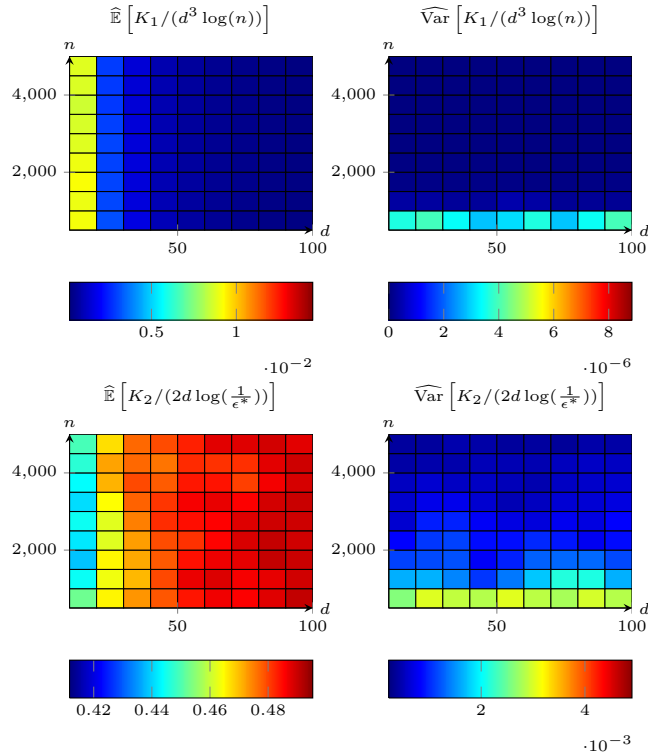 Ê[K₁/(d³ log(n))]
V̂ar[K₁/(d³ log(n))]
n
n
4,000
4,000
2,000
2,000
d
d
50
100
50
100
0.5
1
0
2
4
6
8
·10⁻²
·10⁻⁶
Ê[K₂/(2d log(1/ϵ*))]
V̂ar[K₂/(2d log(1/ϵ*))]
n
n
4,000
4,000
2,000
2,000
d
d
50
100
50
100
0.42
0.44
0.46
0.48
2
4
·10⁻³